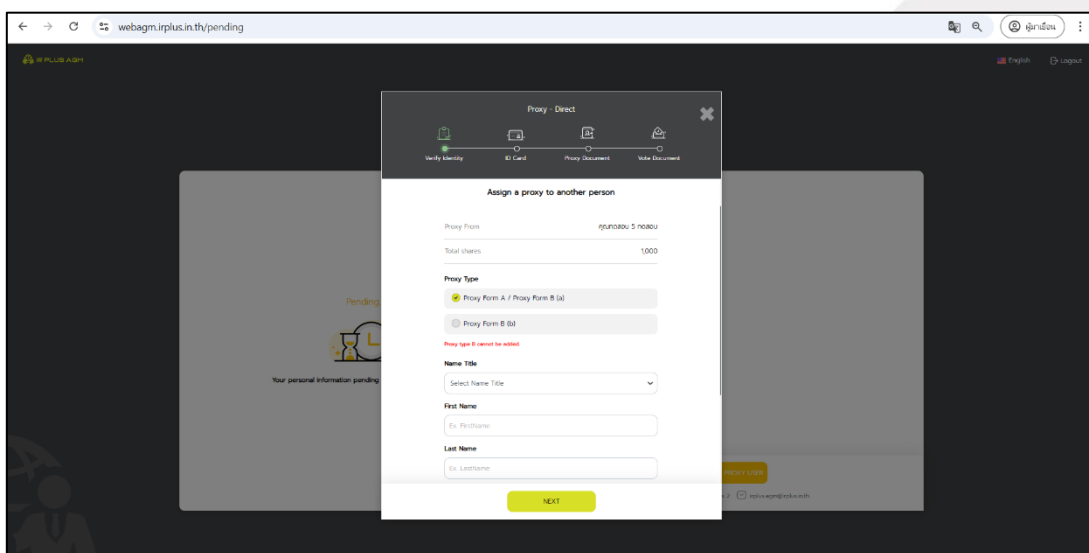 webagm.irplus.in.th/pending
ผู้มาเยือน
IR PLUS AGM
English
Logout
Proxy - Direct
Verify Identity
ID Card
Proxy Document
Vote Document
Assign a proxy to another person
Proxy From
คุณทดสอบ 5 ทดสอบ
Total shares
1,000
Proxy Type
Proxy Form A / Proxy Form B (a)
Proxy Form B (b)
Proxy type B cannot be added
Name Title
Select Name Title
First Name
Ex. Firstname
Last Name
Ex. Lastname
NEXT
Pending
Your personal information pending
irplus.agm@irplus.in.th